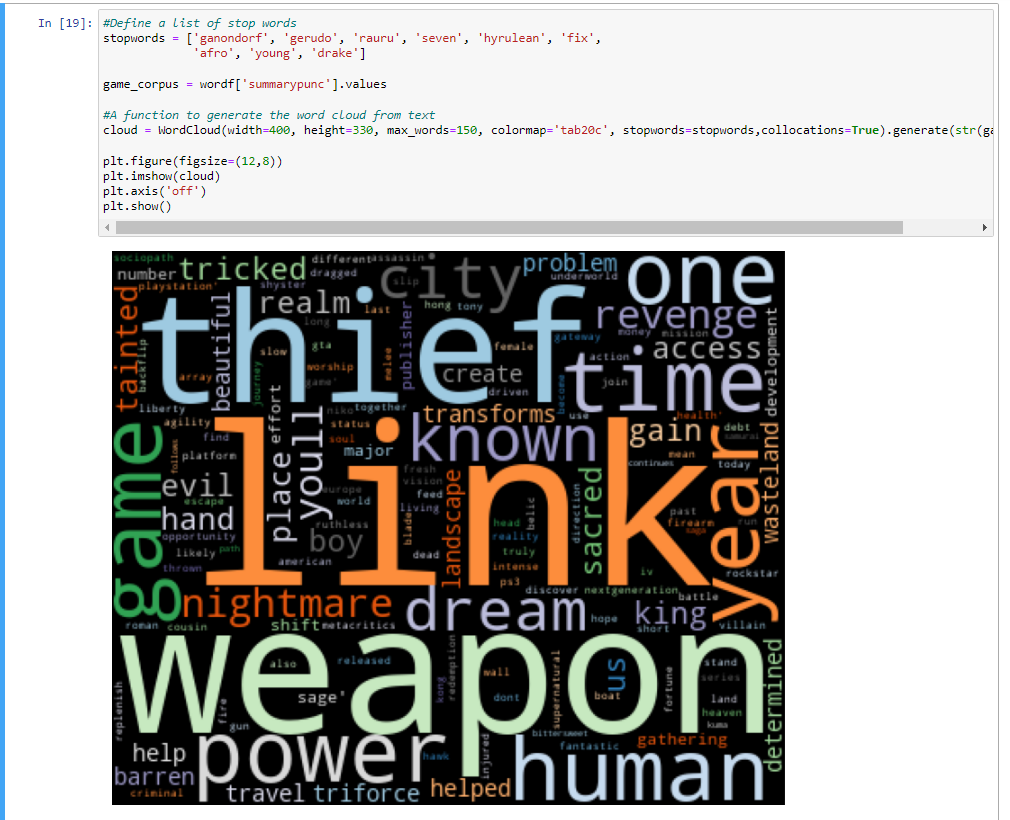 In [19]:
#Define a list of stop words
stopwords = ['ganondorf', 'gerudo', 'rauru', 'seven', 'hyrulean', 'fix',
'afro', 'young', 'drake']
game_corpus = wordf['summarypunc'].values
#A function to generate the word cloud from text
cloud = WordCloud(width=400, height=330, max_words=150, colormap='tab20c', stopwords=stopwords,collocations=True).generate(str(ga
plt.figure(figsize=(12,8))
plt.imshow(cloud)
plt.axis('off')
plt.show()
sociopath
number
tricked
different
assassin
dragged
slip
city
problem
underworld
one
playstation'
shyster
realm
last
long
hong
tony
publisher
revenge
tainted
backflip
thief
beautiful
slow
gta
array
journey
worship
game'
melee
female
create
driven
gateway
money
mission
action
access
time
join
become
development
liberty
agility
niko
together
status
soul
major
transforms
use
known
gain
health'
debt
samurai
mean
today
continues
effort
find
platform
follows
game
evil
escape
hand
opportunity
likely
path
thrown
place
youll
europe
world
ruthless
boy
american
link
fresh
vision
feed
living
blade
dead
landscape
head
belic
reality
truly
intense
ps3
direction
sacred
iv
past
firearm
saga
run
rockstar
year
wasteland
nightmare
dream
discover
nextgeneration
battle
hope
king
short
villain
roman
cousin
shift
metacritics
weapon
also
released
sage'
kong
redemption
wall
dont
supernatural
boat
us
fortune
stand
series
land
heaven
kuma
determined
replenish
fire
gun
help
power
hawk
injured
bittersweet
fantastic
gathering
barren
criminal
travel
triforce
helped
human